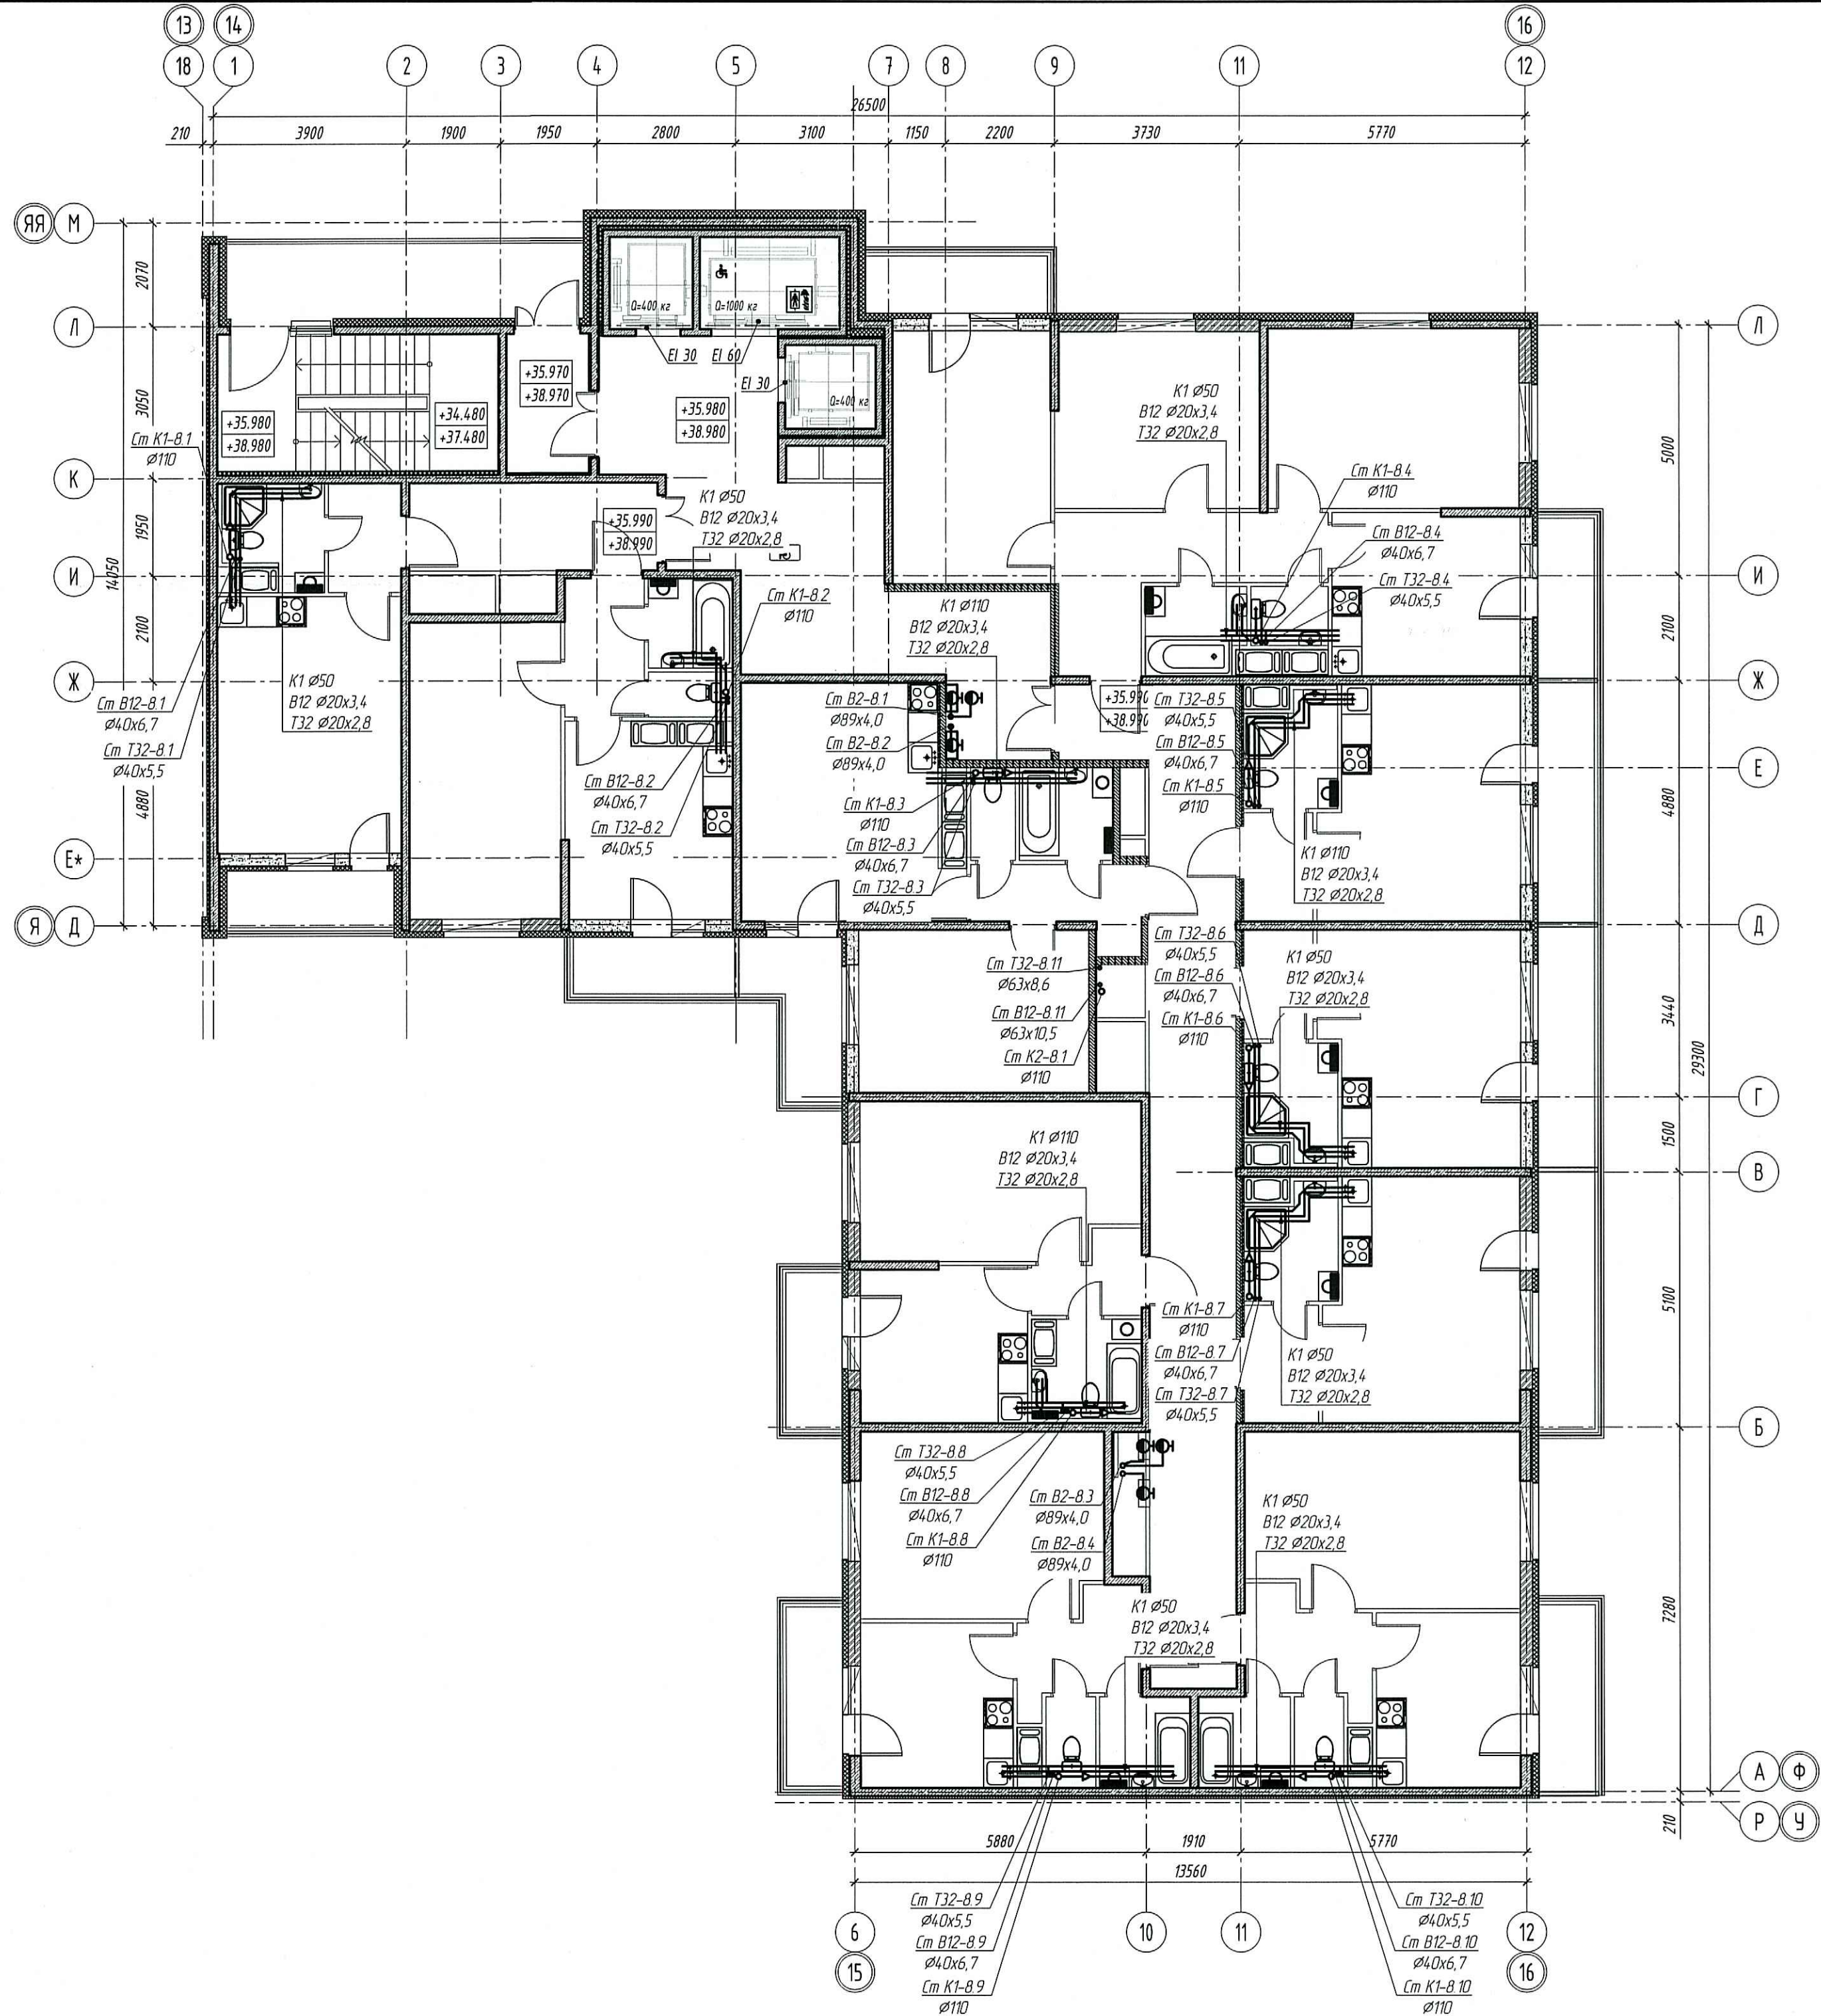 13 14 16
18 1 2 3 4 5 7 8 9 11 12
26500
210 3900 1900 1950 2800 3100 1150 2200 3730 5770
ЯЯ М
2070
Q=400 кг
Q=1000 кг
Л
Л
EI 30
EI 60
EI 30
Q=400 кг
+35.970
+38.970
+35.980
+38.980
+34.480
+37.480
+35.980
+38.980
3050
Ст К1-8.1
Ø110
К1 Ø50
В12 Ø20х3,4
Т32 Ø20х2,8
5000
К
Ст К1-8.4
Ø110
К1 Ø50
В12 Ø20х3,4
Т32 Ø20х2,8
+35.990
+38.990
1950
14050
Ст В12-8.4
Ø40х6,7
Ст Т32-8.4
Ø40х5,5
И
И
Ст К1-8.2
Ø110
К1 Ø110
В12 Ø20х3,4
Т32 Ø20х2,8
2100
2100
Ж
Ж
К1 Ø50
В12 Ø20х3,4
Т32 Ø20х2,8
Ст В12-8.1
Ø40х6,7
Ст Т32-8.1
Ø40х5,5
Ст В2-8.1
Ø89х4,0
Ст В2-8.2
Ø89х4,0
+35.990
+38.990
Ст Т32-8.5
Ø40х5,5
Ст В12-8.5
Ø40х6,7
Ст К1-8.5
Ø110
Е
4880
4880
Ст В12-8.2
Ø40х6,7
Ст Т32-8.2
Ø40х5,5
Ст К1-8.3
Ø110
Ст В12-8.3
Ø40х6,7
Ст Т32-8.3
Ø40х5,5
К1 Ø110
В12 Ø20х3,4
Т32 Ø20х2,8
Е*
Я Д
Д
Ст Т32-8.6
Ø40х5,5
Ст В12-8.6
Ø40х6,7
Ст К1-8.6
Ø110
К1 Ø50
В12 Ø20х3,4
Т32 Ø20х2,8
Ст Т32-8.11
Ø63х8,6
Ст В12-8.11
Ø63х10,5
Ст К2-8.1
Ø110
3440
29300
Г
1500
К1 Ø110
В12 Ø20х3,4
Т32 Ø20х2,8
В
5100
Ст К1-8.7
Ø110
Ст В12-8.7
Ø40х6,7
Ст Т32-8.7
Ø40х5,5
К1 Ø50
В12 Ø20х3,4
Т32 Ø20х2,8
Б
Ст Т32-8.8
Ø40х5,5
Ст В12-8.8
Ø40х6,7
Ст К1-8.8
Ø110
Ст В2-8.3
Ø89х4,0
Ст В2-8.4
Ø89х4,0
К1 Ø50
В12 Ø20х3,4
Т32 Ø20х2,8
7280
К1 Ø50
В12 Ø20х3,4
Т32 Ø20х2,8
А Ф
Р У
210
5880 1910 5770
13560
Ст Т32-8.9
Ø40х5,5
Ст В12-8.9
Ø40х6,7
Ст К1-8.9
Ø110
Ст Т32-8.10
Ø40х5,5
Ст В12-8.10
Ø40х6,7
Ст К1-8.10
Ø110
6 10 11 12
15 16